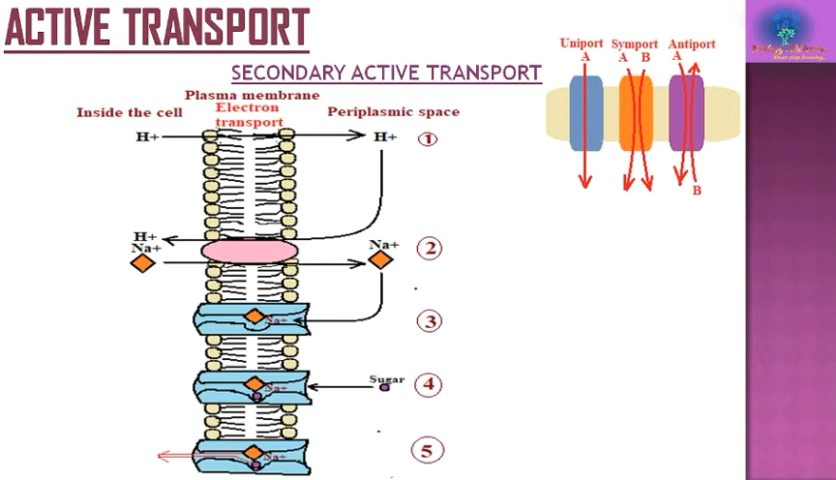 ACTIVE TRANSPORT
SECONDARY ACTIVE TRANSPORT
Uniport Symport Antiport
A A B A
B
Plasma membrane
Inside the cell Electron Periplasmic space
transport
H+ H+ 1
H+
Na+ Na+ 2
Na+ 3
Sugar 4
Na+
Na+ 5